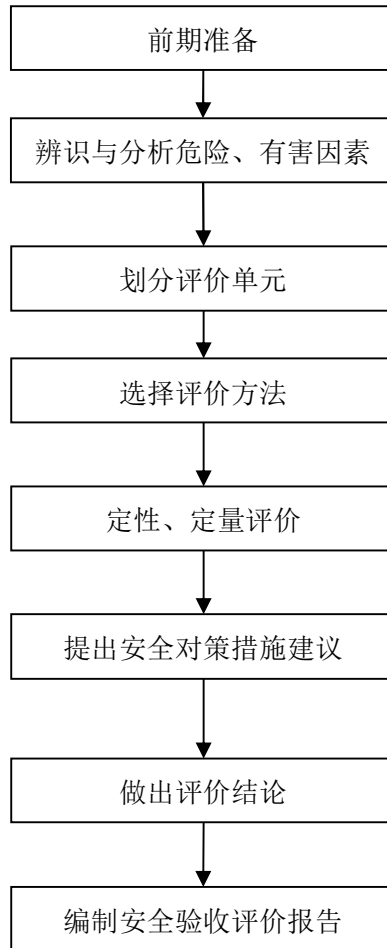 前期准备
辨识与分析危险、有害因素
划分评价单元
选择评价方法
定性、定量评价
提出安全对策措施建议
做出评价结论
编制安全验收评价报告